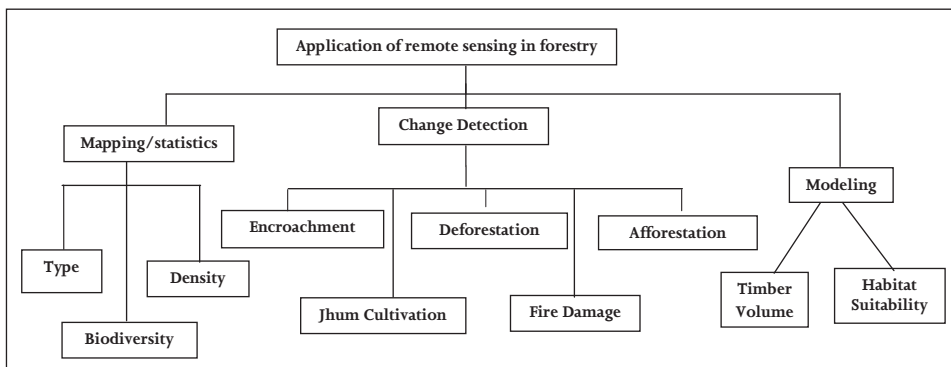 Application of remote sensing in forestry
Mapping/statistics
Type
Biodiversity
Density
Change Detection
Encroachment
Jhum Cultivation
Deforestation
Fire Damage
Afforestation
Modeling
Timber
Volume
Habitat
Suitability